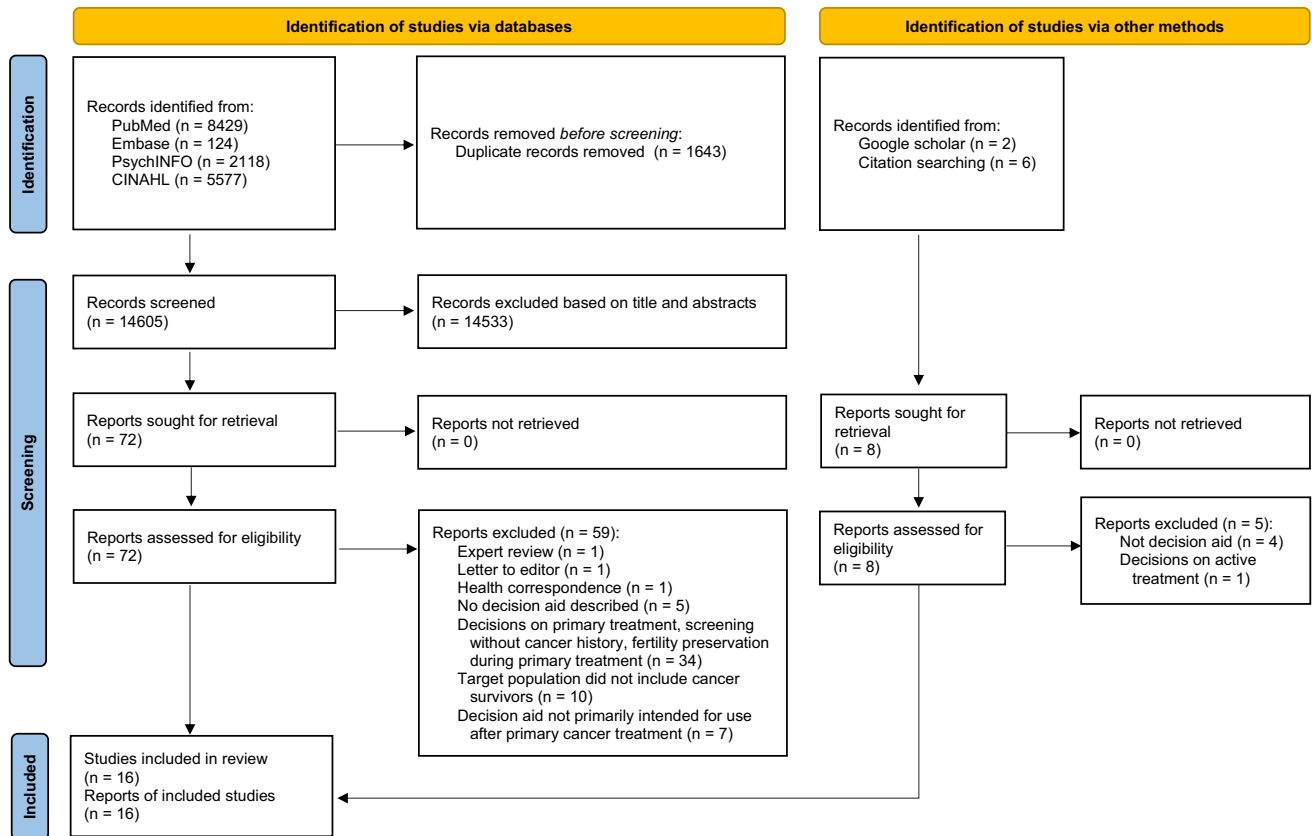 Identification of studies via databases
Identification of studies via other methods
Identification
Records identified from:
PubMed (n = 8429)
Embase (n = 124)
PsychINFO (n = 2118)
CINAHL (n = 5577)
Records removed before screening:
Duplicate records removed (n = 1643)
Records identified from:
Google scholar (n = 2)
Citation searching (n = 6)
Screening
Records screened
(n = 14605)
Records excluded based on title and abstracts
(n = 14533)
Reports sought for retrieval
(n = 72)
Reports not retrieved
(n = 0)
Reports sought for
retrieval
(n = 8)
Reports not retrieved
(n = 0)
Reports assessed for eligibility
(n = 72)
Reports excluded (n = 59):
Expert review (n = 1)
Letter to editor (n = 1)
Health correspondence (n = 1)
No decision aid described (n = 5)
Decisions on primary treatment, screening
without cancer history, fertility preservation
during primary treatment (n = 34)
Target population did not include cancer
survivors (n = 10)
Decision aid not primarily intended for use
after primary cancer treatment (n = 7)
Reports assessed for
eligibility
(n = 8)
Reports excluded (n = 5):
Not decision aid (n = 4)
Decisions on active
treatment (n = 1)
Included
Studies included in review
(n = 16)
Reports of included studies
(n = 16)